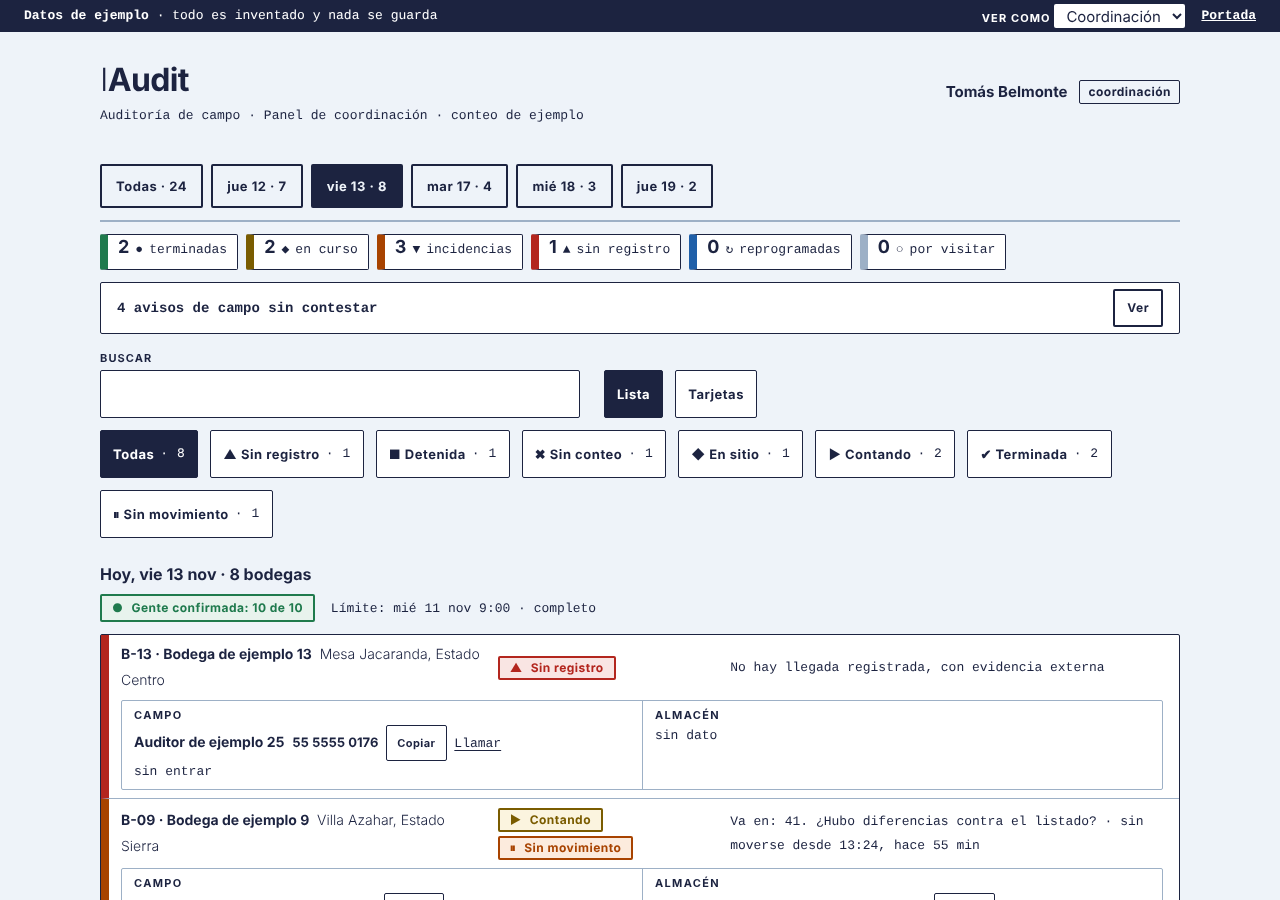 Datos de ejemplo · todo es inventado y nada se guarda
VER COMO Coordinación Portada
|Audit
Auditoría de campo · Panel de coordinación · conteo de ejemplo
Tomás Belmonte coordinación
Todas · 24 jue 12 · 7 vie 13 · 8 mar 17 · 4 mié 18 · 3 jue 19 · 2
2 ● terminadas 2 ◆ en curso 3 ▼ incidencias 1 ▲ sin registro 0 ↻ reprogramadas 0 ○ por visitar
4 avisos de campo sin contestar Ver
BUSCAR
Lista Tarjetas
Todas · 8 ▲ Sin registro · 1 ■ Detenida · 1 ✖ Sin conteo · 1 ◆ En sitio · 1 ▶ Contando · 2 ✔ Terminada · 2
⏸ Sin movimiento · 1
Hoy, vie 13 nov · 8 bodegas
● Gente confirmada: 10 de 10 Límite: mié 11 nov 9:00 · completo
B-13 · Bodega de ejemplo 13 Mesa Jacaranda, Estado
Centro
▲ Sin registro
No hay llegada registrada, con evidencia externa
CAMPO
Auditor de ejemplo 25 55 5555 0176 Copiar Llamar
sin entrar
ALMACÉN
sin dato
B-09 · Bodega de ejemplo 9 Villa Azahar, Estado
Sierra
▶ Contando
⏸ Sin movimiento
Va en: 41. ¿Hubo diferencias contra el listado? · sin
moverse desde 13:24, hace 55 min
CAMPO
ALMACÉN